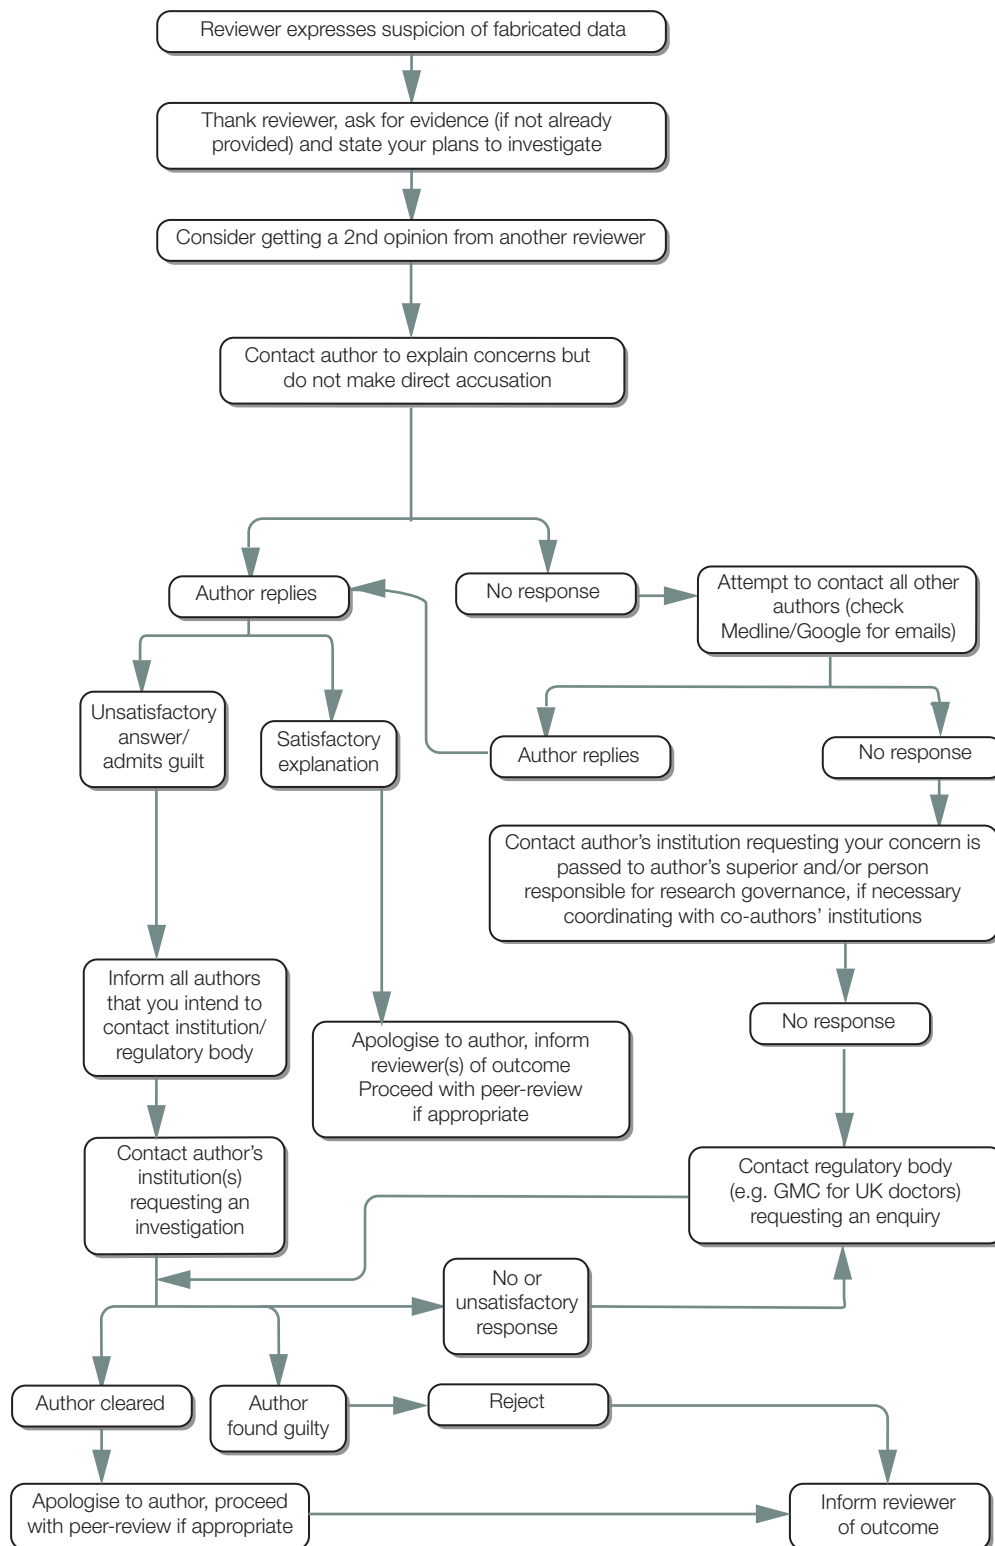 Reviewer expresses suspicion of fabricated data
Thank reviewer, ask for evidence (if not already
provided) and state your plans to investigate
Consider getting a 2nd opinion from another reviewer
Contact author to explain concerns but
do not make direct accusation
Author replies
No response
Attempt to contact all other
authors (check
Medline/Google for emails)
Unsatisfactory
answer/
admits guilt
Satisfactory
explanation
Author replies
No response
Contact author’s institution requesting your concern is
passed to author’s superior and/or person
responsible for research governance, if necessary
coordinating with co-authors’ institutions
Inform all authors
that you intend to
contact institution/
regulatory body
No response
Apologise to author, inform
reviewer(s) of outcome
Proceed with peer-review
if appropriate
Contact author’s
institution(s)
requesting an
investigation
Contact regulatory body
(e.g. GMC for UK doctors)
requesting an enquiry
No or
unsatisfactory
response
Author cleared
Author
found guilty
Reject
Apologise to author, proceed
with peer-review if appropriate
Inform reviewer
of outcome